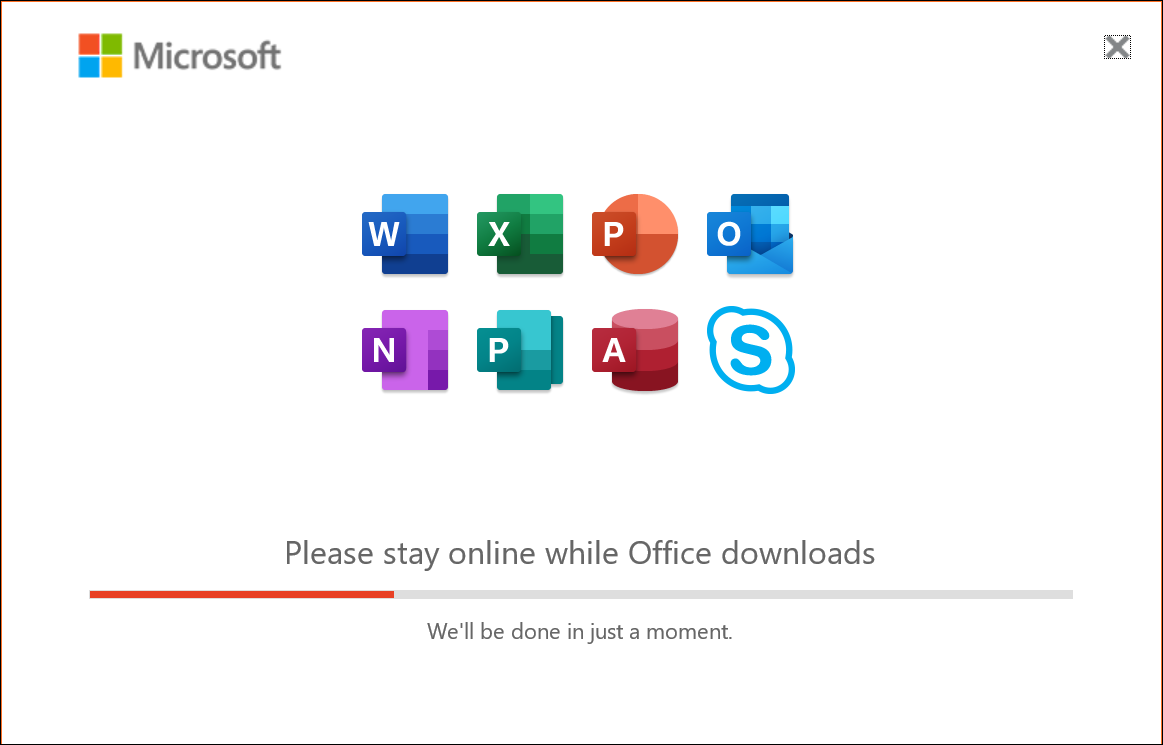 Microsoft
W X P O
N P A S
Please stay online while Office downloads
We'll be done in just a moment.